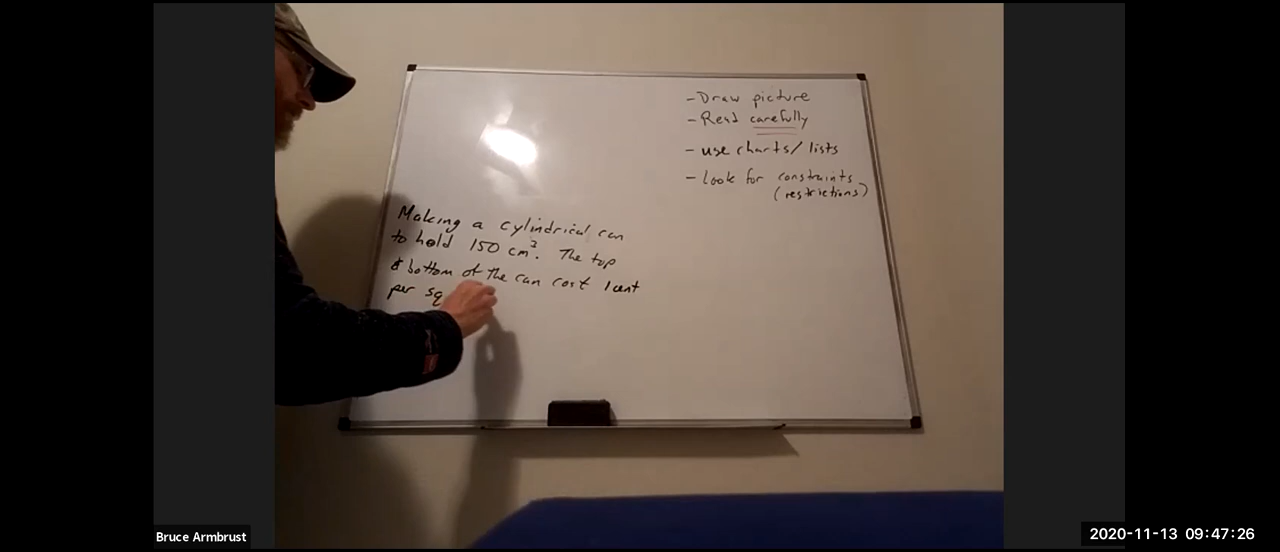 - Draw picture
- Read carefully
- use charts/lists
- Look for constraints
(restrictions)
Making a cylindrical can
to hold 150 cm³. The top
& bottom of the can cost 1 cent
per sq
Bruce Armbrust
2020-11-13 09:47:26